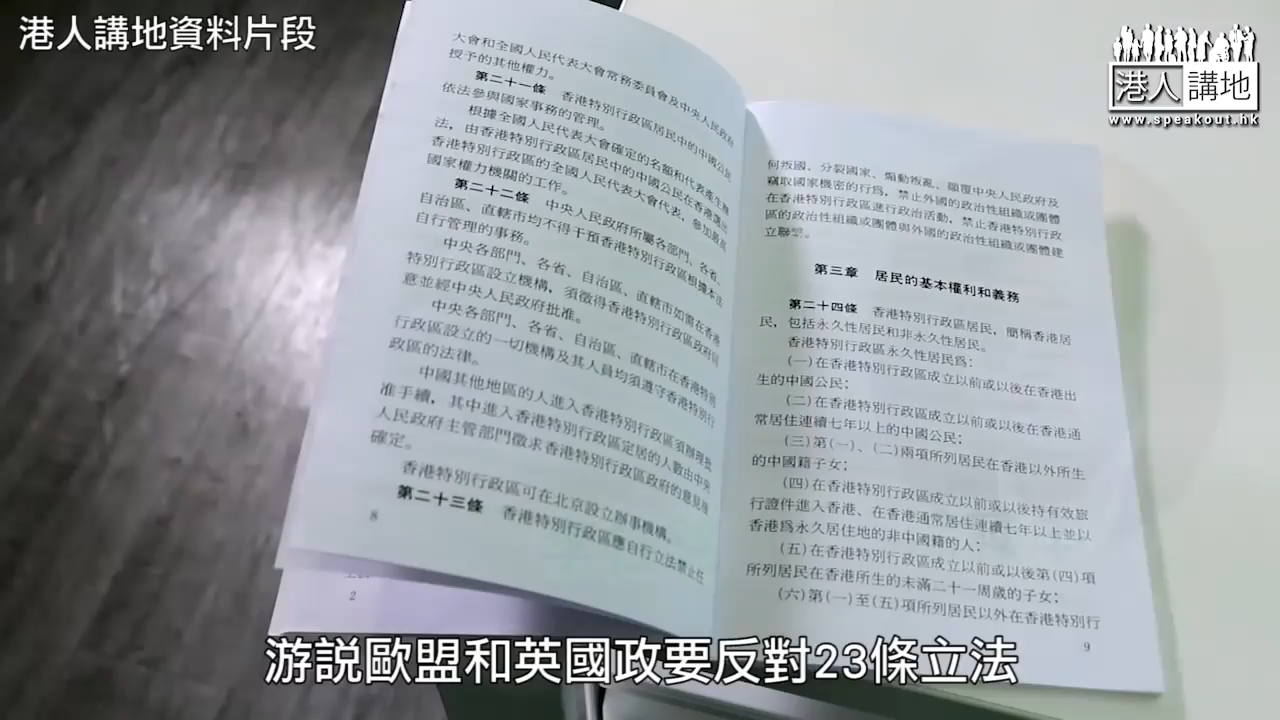 港人講地資料片段
港人講地
www.speakout.hk
大會和全國人民代表大會常務委員會及中央人民政府
授予的其他權力。
第二十一條 香港特別行政區居民中的中國公民
依法參與國家事務的管理。
根據全國人民代表大會確定的名額和代表產生辦
法，由香港特別行政區居民中的中國公民在香港選出
香港特別行政區的全國人民代表大會代表，參加最高
國家權力機關的工作。
第二十二條 中央人民政府所屬各部門、各省、
自治區、直轄市均不得干預香港特別行政區根據本法
自行管理的事務。
中央各部門、各省、自治區、直轄市如需在香港
特別行政區設立機構，須徵得香港特別行政區政府同
意並經中央人民政府批准。
中央各部門、各省、自治區、直轄市在香港特別
行政區設立的一切機構及其人員均須遵守香港特別行
政區的法律。
中國其他地區的人進入香港特別行政區須辦理批
准手續，其中進入香港特別行政區定居的人數由中央
人民政府主管部門徵求香港特別行政區政府的意見後
確定。
香港特別行政區可在北京設立辦事機構。
第二十三條 香港特別行政區應自行立法禁止任
8
2
何叛國、分裂國家、煽動叛亂、顛覆中央人民政府及
竊取國家機密的行為，禁止外國的政治性組織或團體
在香港特別行政區進行政治活動，禁止香港特別行政
區的政治性組織或團體與外國的政治性組織或團體建
立聯繫。
第三章 居民的基本權利和義務
第二十四條 香港特別行政區居民，簡稱香港居
民，包括永久性居民和非永久性居民。
香港特別行政區永久性居民為：
(一)在香港特別行政區成立以前或以後在香港出
生的中國公民；
(二)在香港特別行政區成立以前或以後在香港通
常居住連續七年以上的中國公民；
(三)第(一)、(二)兩項所列居民在香港以外所生
的中國籍子女；
(四)在香港特別行政區成立以前或以後持有效旅
行證件進入香港、在香港通常居住連續七年以上並以
香港為永久居住地的非中國籍的人；
(五)在香港特別行政區成立以前或以後第(四)項
所列居民在香港所生的未滿二十一周歲的子女；
(六)第(一)至(五)項所列居民以外在香港特別行
9
游説歐盟和英國政要反對23條立法